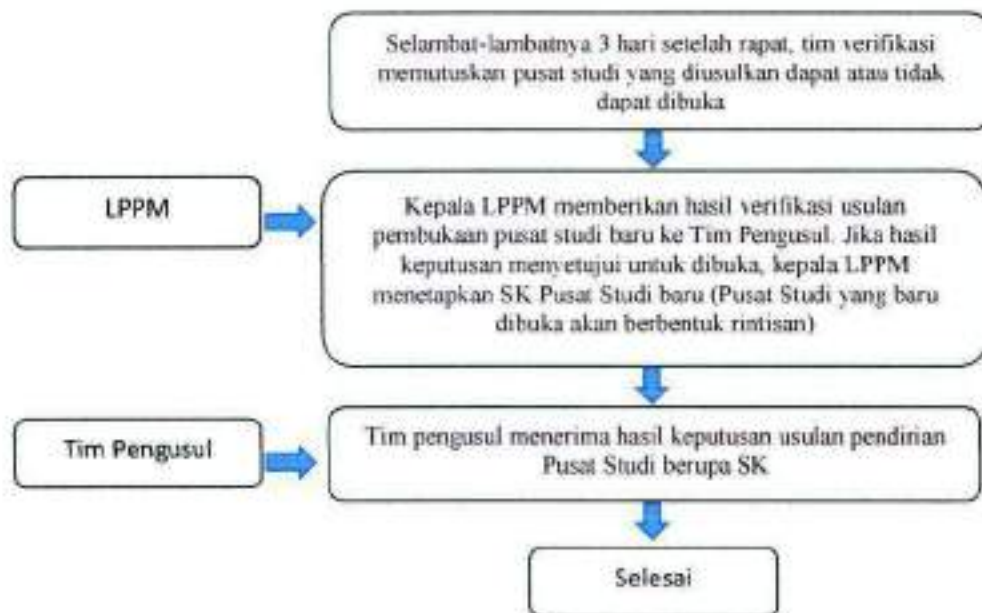 Selambat-lambatnya 3 hari setelah rapat, tim verifikasi
memutuskan pusat studi yang diusulkan dapat atau tidak
dapat dibuka
LPPM
Kepala LPPM memberikan hasil verifikasi usulan
pembukaan pusat studi baru ke Tim Pengusul. Jika hasil
keputusan menyetujui untuk dibuka, kepala LPPM
menetapkan SK Pusat Studi baru (Pusat Studi yang baru
dibuka akan berbentuk rintisan)
Tim Pengusul
Tim pengusul menerima hasil keputusan usulan pendirian
Pusat Studi berupa SK
Selesai